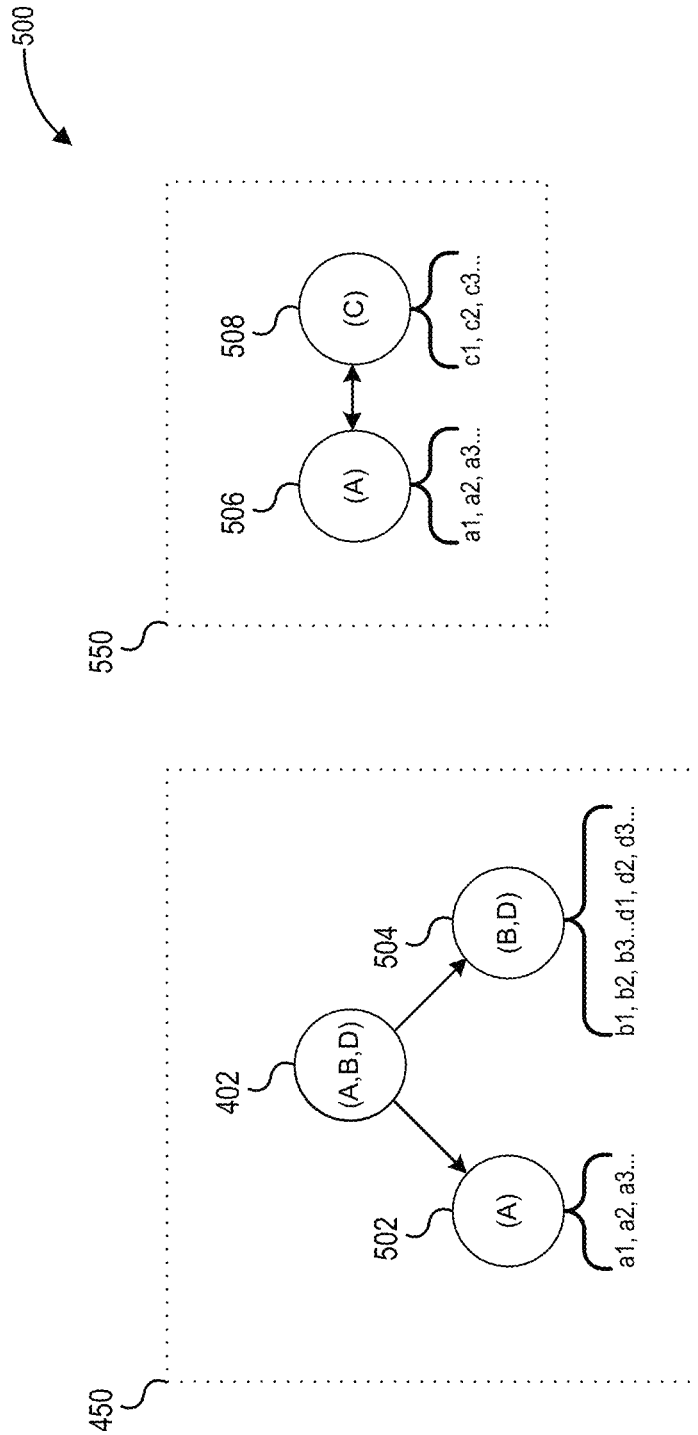 500
450
402
(A,B,D)
502
(A)
a1, a2, a3...
504
(B,D)
b1, b2, b3...d1, d2, d3...
550
506
(A)
a1, a2, a3...
508
(C)
c1, c2, c3...